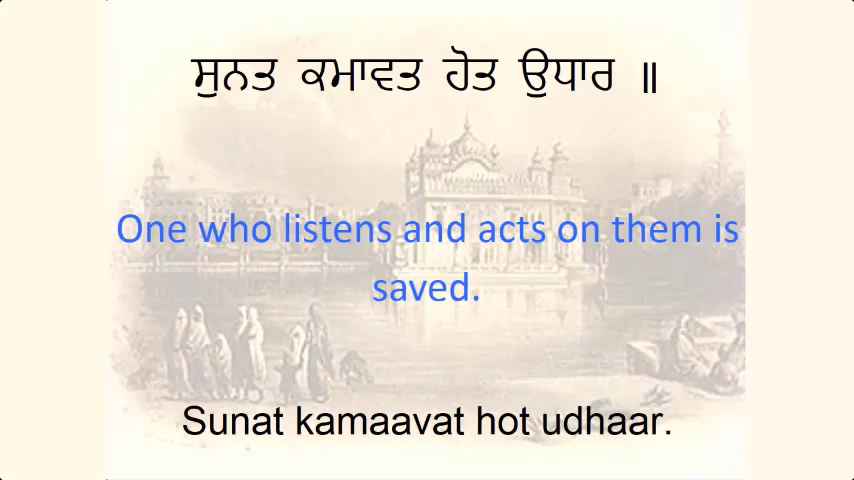 ਸੁਨਤ ਕਮਾਵਤ ਹੋਤ ਉਧਾਰ ॥
One who listens and acts on them is
saved.
Sunat kamaavat hot udhaar.